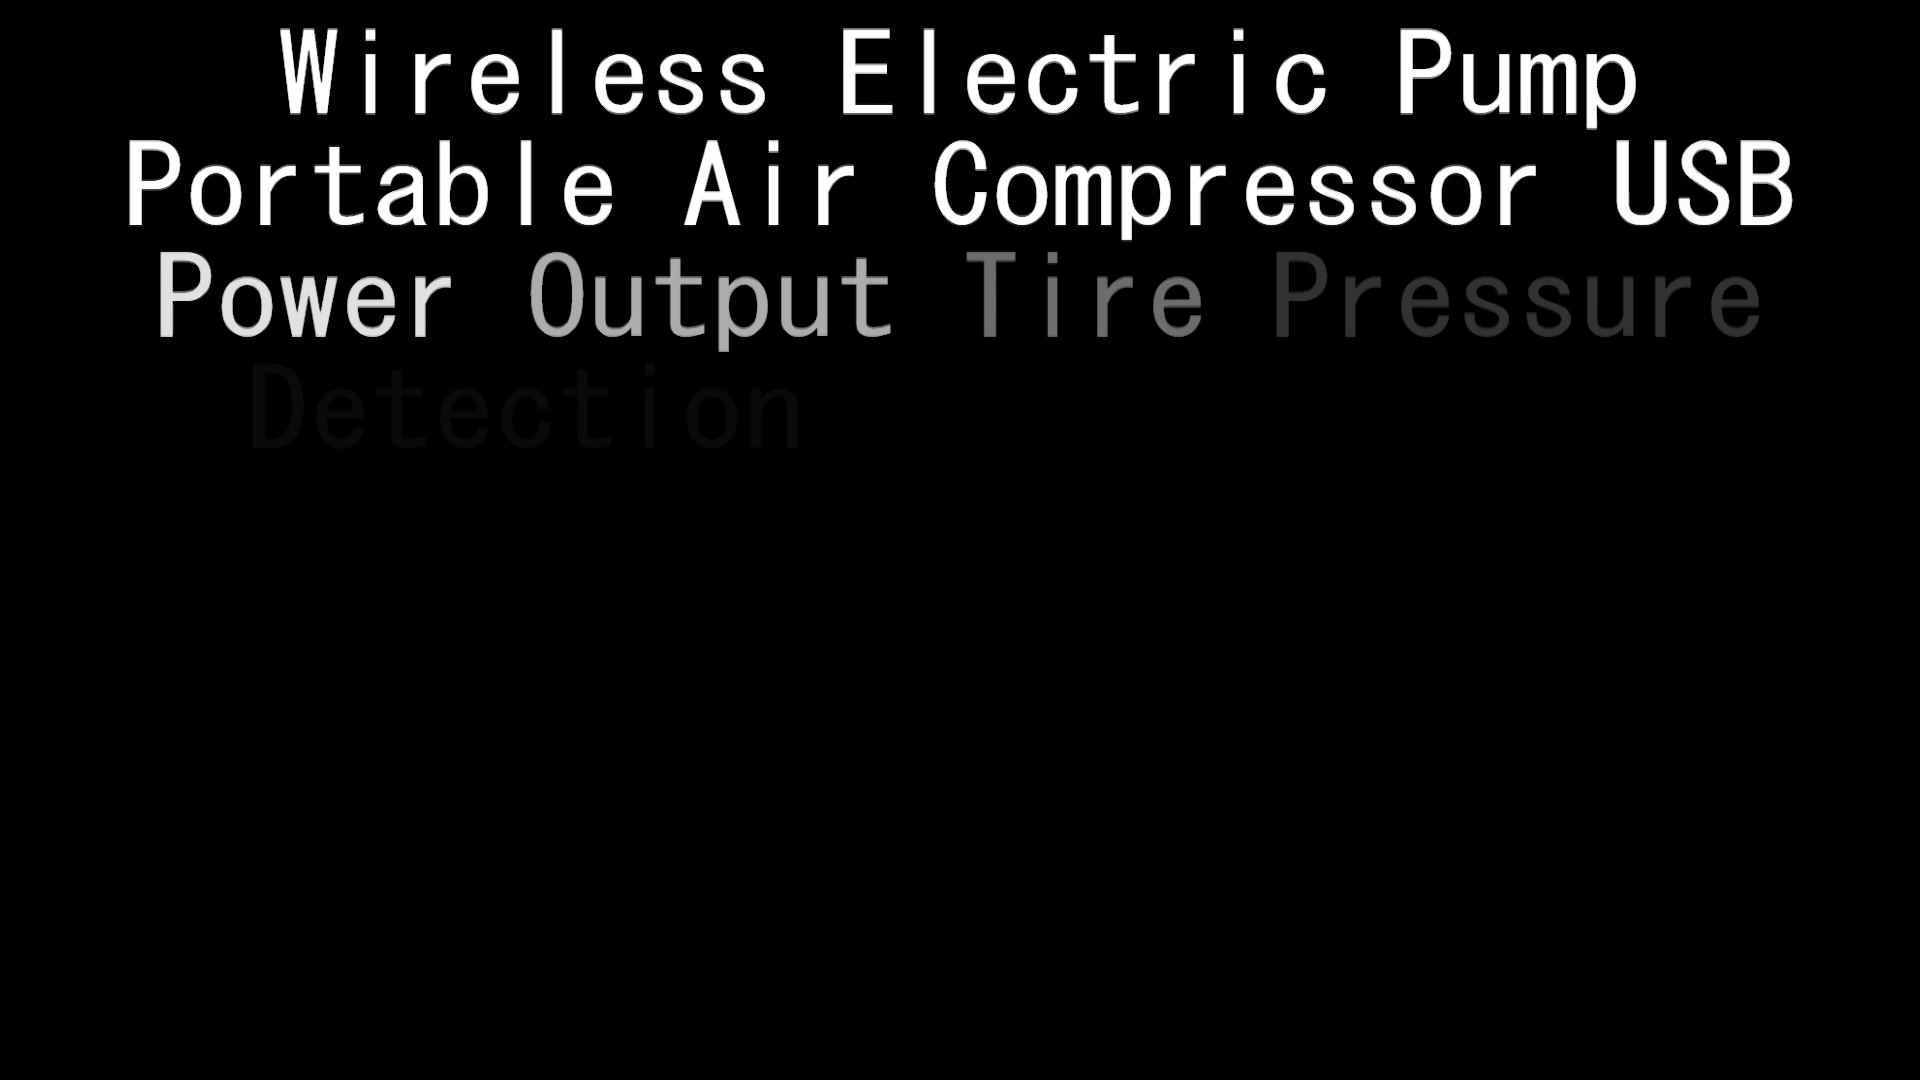 Wireless Electric Pump
Portable Air Compressor USB
Power Output Tire Pressure
Detection